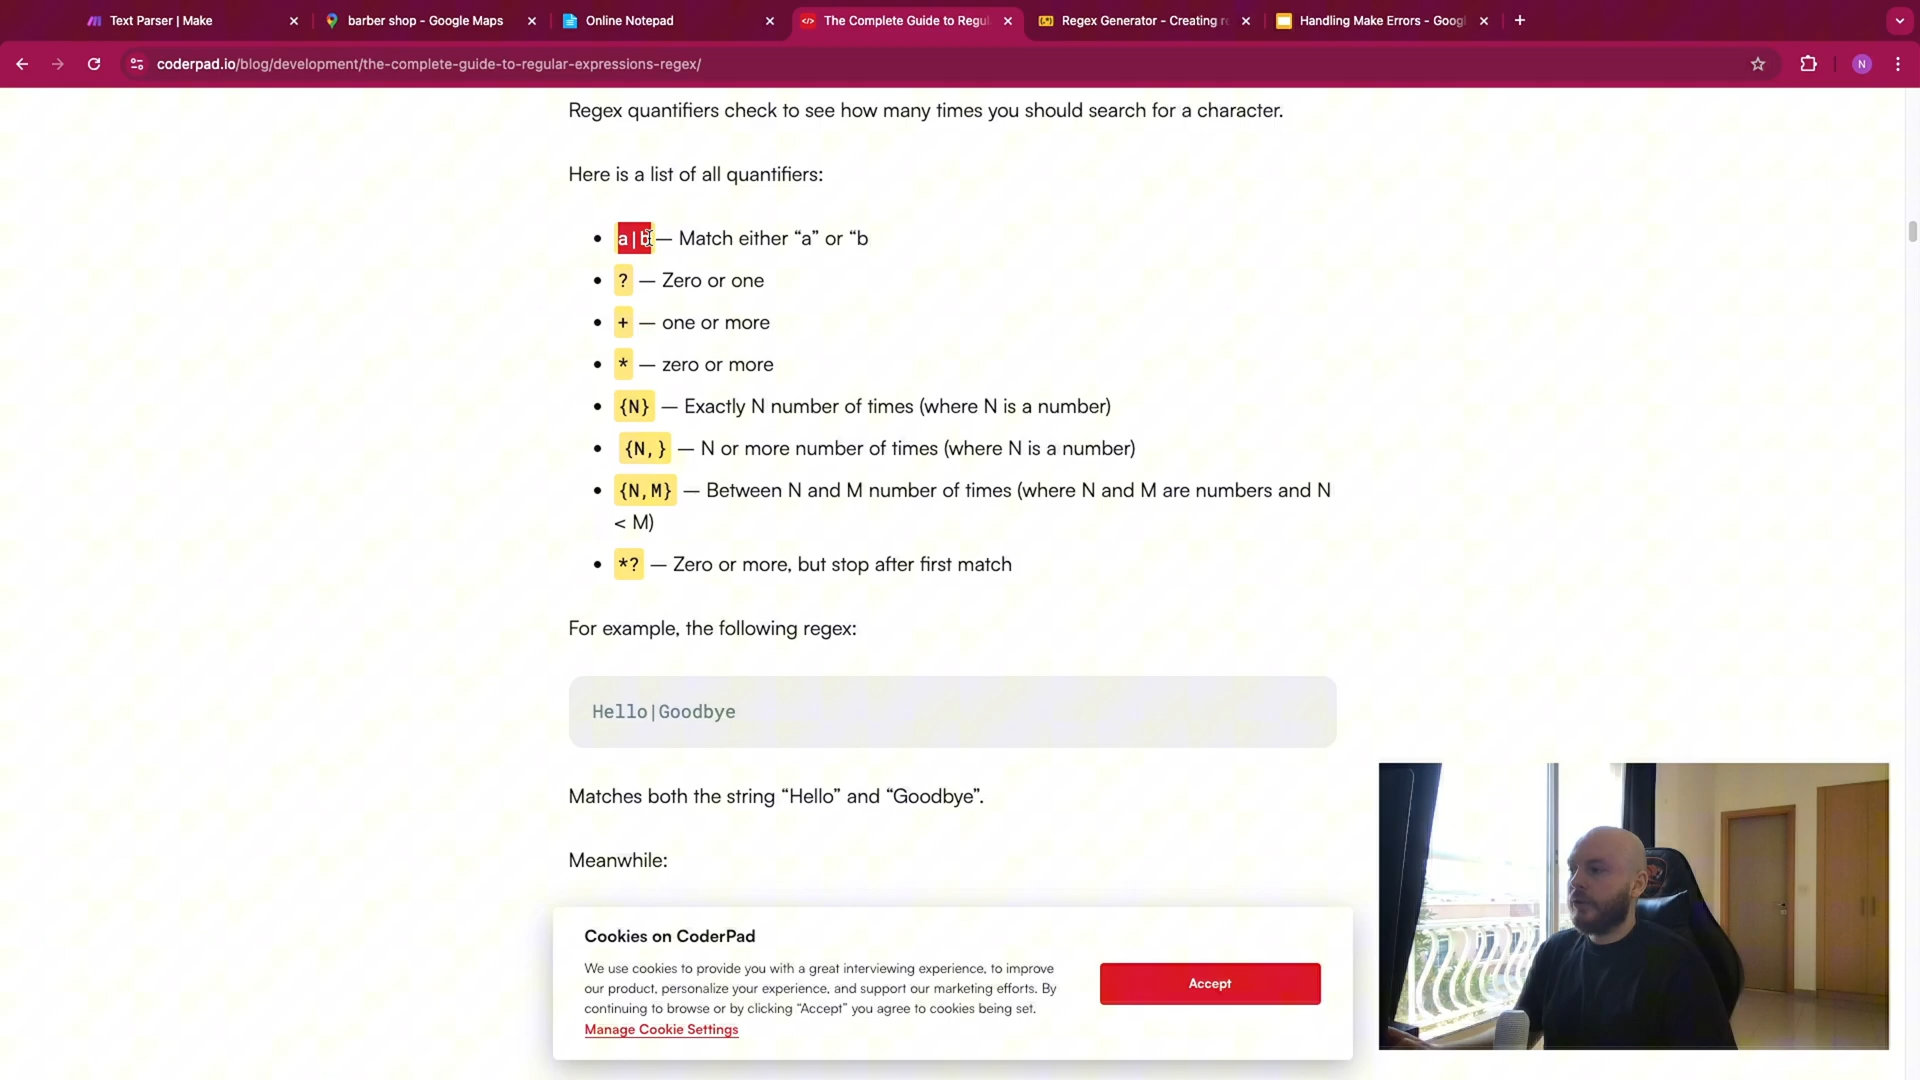 Text Parser | Make
barber shop - Google Maps
Online Notepad
The Complete Guide to Regul
Regex Generator - Creating re
Handling Make Errors - Googl
coderpad.io/blog/development/the-complete-guide-to-regular-expressions-regex/
N
Regex quantifiers check to see how many times you should search for a character.
Here is a list of all quantifiers:
a|b — Match either “a” or “b
? — Zero or one
+ — one or more
* — zero or more
{N} — Exactly N number of times (where N is a number)
{N,} — N or more number of times (where N is a number)
{N,M} — Between N and M number of times (where N and M are numbers and N
< M)
*? — Zero or more, but stop after first match
For example, the following regex:
Hello|Goodbye
Matches both the string “Hello” and “Goodbye”.
Meanwhile:
Cookies on CoderPad
We use cookies to provide you with a great interviewing experience, to improve
our product, personalize your experience, and support our marketing efforts. By
continuing to browse or by clicking “Accept” you agree to cookies being set.
Manage Cookie Settings
Accept